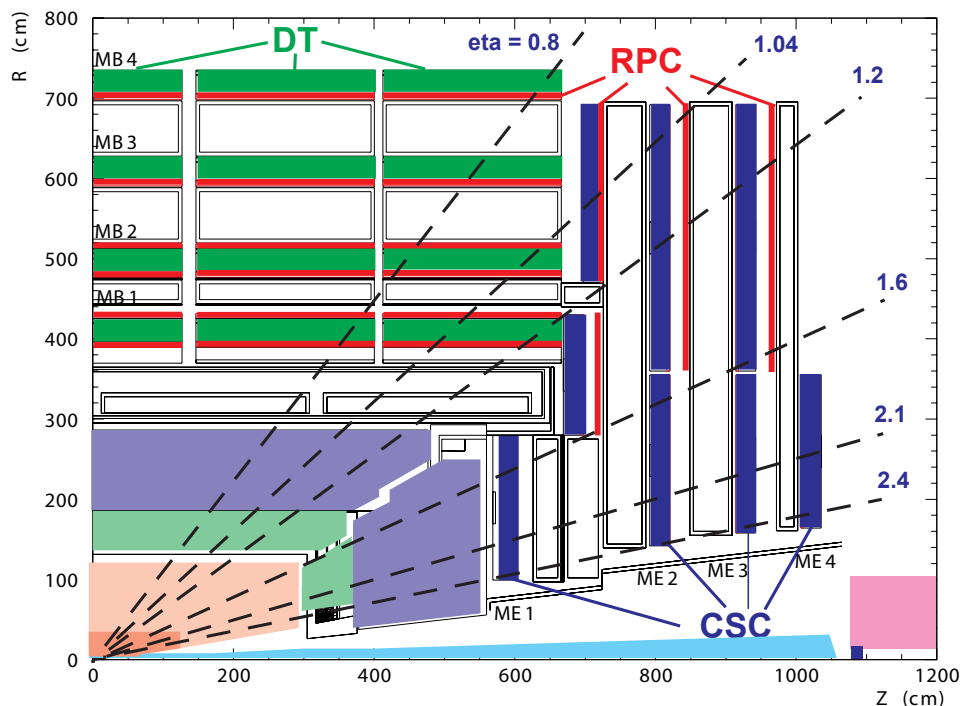 800
R (cm)
MB 4
DT
eta = 0.8
1.04
RPC
1.2
700
MB 3
600
MB 2
500
MB 1
400
1.6
300
2.1
200
2.4
100
ME 1
ME 2
ME 3
ME 4
CSC
0
0
200
400
600
800
1000
1200
Z (cm)